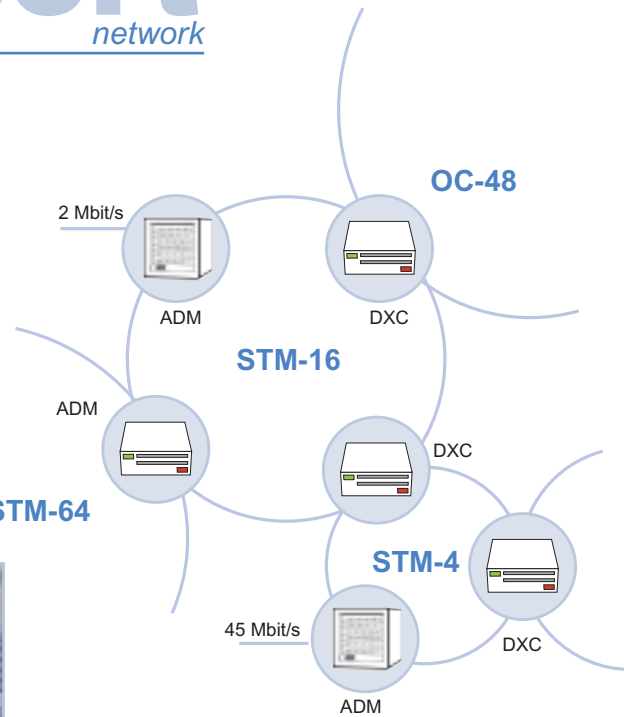 network
OC-48
2 Mbit/s
ADM
DXC
STM-16
ADM
DXC
STM-64
STM-4
45 Mbit/s
DXC
ADM